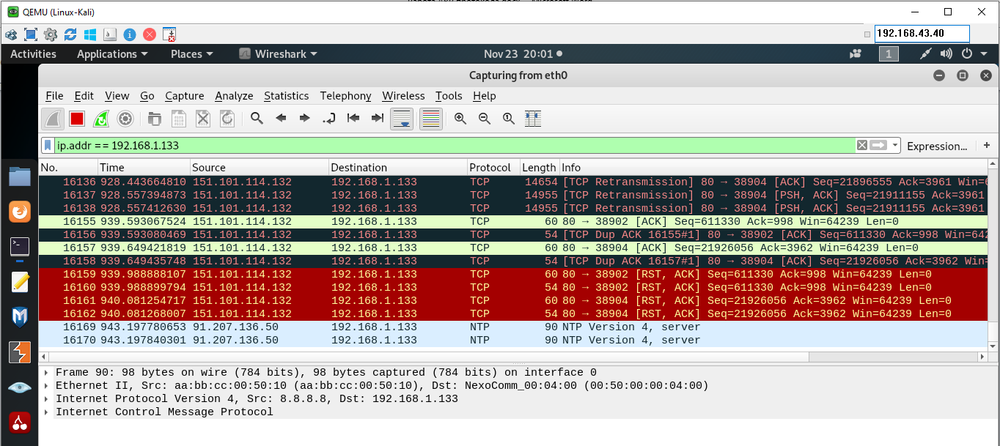 QEMU (Linux-Kali)
192.168.43.40
Activities Applications Places Wireshark Nov 23 20:01 1
Capturing from eth0
File Edit View Go Capture Analyze Statistics Telephony Wireless Tools Help
ip.addr == 192.168.1.133 Expression... +
No. Time Source Destination Protocol Length Info
16136 928.443664810 151.101.114.132 192.168.1.133 TCP 14654 [TCP Retransmission] 80 → 38904 [ACK] Seq=21896555 Ack=3961 Win=6
16137 928.557394873 151.101.114.132 192.168.1.133 TCP 14955 [TCP Retransmission] 80 → 38904 [PSH, ACK] Seq=21911155 Ack=3961
16138 928.557412630 151.101.114.132 192.168.1.133 TCP 14955 [TCP Retransmission] 80 → 38904 [PSH, ACK] Seq=21911155 Ack=3961
16155 939.593067524 151.101.114.132 192.168.1.133 TCP 60 80 → 38902 [ACK] Seq=611330 Ack=998 Win=64239 Len=0
16156 939.593080469 151.101.114.132 192.168.1.133 TCP 54 [TCP Dup ACK 16155#1] 80 → 38902 [ACK] Seq=611330 Ack=998 Win=642
16157 939.649421819 151.101.114.132 192.168.1.133 TCP 60 80 → 38904 [ACK] Seq=21926056 Ack=3962 Win=64239 Len=0
16158 939.649435748 151.101.114.132 192.168.1.133 TCP 54 [TCP Dup ACK 16157#1] 80 → 38904 [ACK] Seq=21926056 Ack=3962 Win=
16159 939.988888107 151.101.114.132 192.168.1.133 TCP 60 80 → 38902 [RST, ACK] Seq=611330 Ack=998 Win=64239 Len=0
16160 939.988899794 151.101.114.132 192.168.1.133 TCP 54 80 → 38902 [RST, ACK] Seq=611330 Ack=998 Win=64239 Len=0
16161 940.081254717 151.101.114.132 192.168.1.133 TCP 60 80 → 38904 [RST, ACK] Seq=21926056 Ack=3962 Win=64239 Len=0
16162 940.081268007 151.101.114.132 192.168.1.133 TCP 54 80 → 38904 [RST, ACK] Seq=21926056 Ack=3962 Win=64239 Len=0
16169 943.197780653 91.207.136.50 192.168.1.133 NTP 90 NTP Version 4, server
16170 943.197840301 91.207.136.50 192.168.1.133 NTP 90 NTP Version 4, server
Frame 90: 98 bytes on wire (784 bits), 98 bytes captured (784 bits) on interface 0
Ethernet II, Src: aa:bb:cc:00:50:10 (aa:bb:cc:00:50:10), Dst: NexoComm_00:04:00 (00:50:00:00:04:00)
Internet Protocol Version 4, Src: 8.8.8.8, Dst: 192.168.1.133
Internet Control Message Protocol